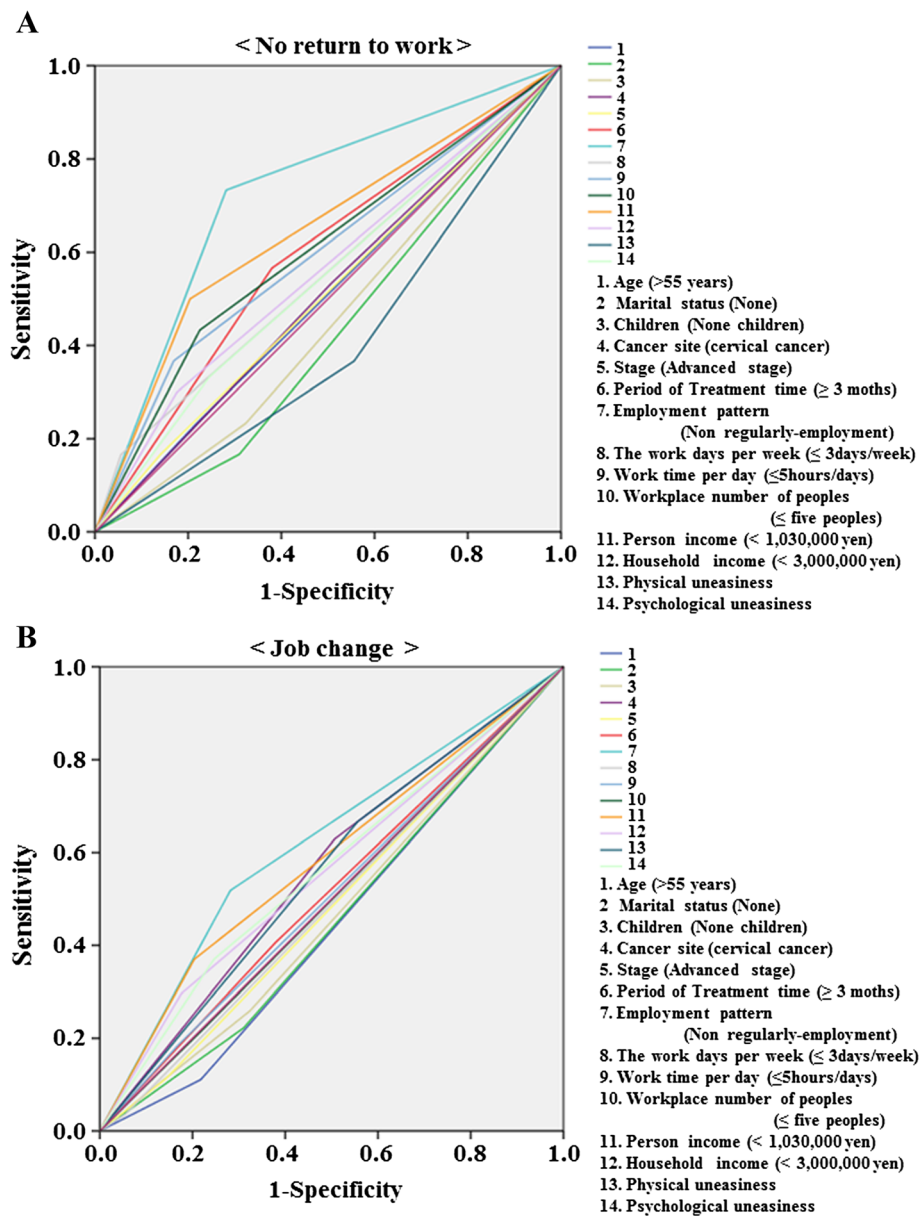 A
< No return to work >
1.0
0.8
0.6
0.4
0.2
0.0
Sensitivity
0.0 0.2 0.4 0.6 0.8 1.0
1-Specificity
1
2
3
4
5
6
7
8
9
10
11
12
13
14
1. Age (>55 years)
2 Marital status (None)
3. Children (None children)
4. Cancer site (cervical cancer)
5. Stage (Advanced stage)
6. Period of Treatment time (≥ 3 moths)
7. Employment pattern
(Non regularly-employment)
8. The work days per week (≤ 3days/week)
9. Work time per day (≤5hours/days)
10. Workplace number of peoples
(≤ five peoples)
11. Person income (< 1,030,000 yen)
12. Household income (< 3,000,000 yen)
13. Physical uneasiness
14. Psychological uneasiness
B
< Job change >
1.0
0.8
0.6
0.4
0.2
0.0
Sensitivity
0.0 0.2 0.4 0.6 0.8 1.0
1-Specificity
1
2
3
4
5
6
7
8
9
10
11
12
13
14
1. Age (>55 years)
2 Marital status (None)
3. Children (None children)
4. Cancer site (cervical cancer)
5. Stage (Advanced stage)
6. Period of Treatment time (≥ 3 moths)
7. Employment pattern
(Non regularly-employment)
8. The work days per week (≤ 3days/week)
9. Work time per day (≤5hours/days)
10. Workplace number of peoples
(≤ five peoples)
11. Person income (< 1,030,000 yen)
12. Household income (< 3,000,000 yen)
13. Physical uneasiness
14. Psychological uneasiness